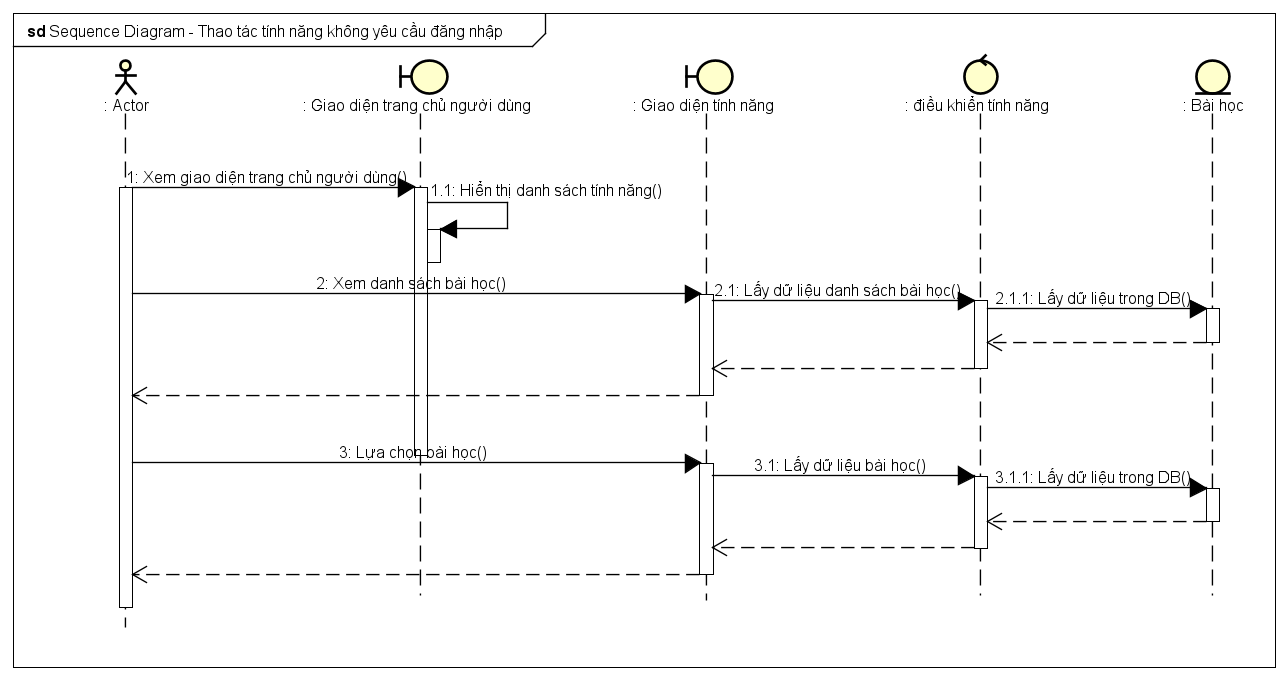 sd Sequence Diagram - Thao tác tính năng không yêu cầu đăng nhập
: Actor
: Giao diện trang chủ người dùng
: Giao diện tính năng
: điều khiển tính năng
: Bài học
1: Xem giao diện trang chủ người dùng()
1.1: Hiển thị danh sách tính năng()
2: Xem danh sách bài học()
2.1: Lấy dữ liệu danh sách bài học()
2.1.1: Lấy dữ liệu trong DB()
3: Lựa chọn bài học()
3.1: Lấy dữ liệu bài học()
3.1.1: Lấy dữ liệu trong DB()